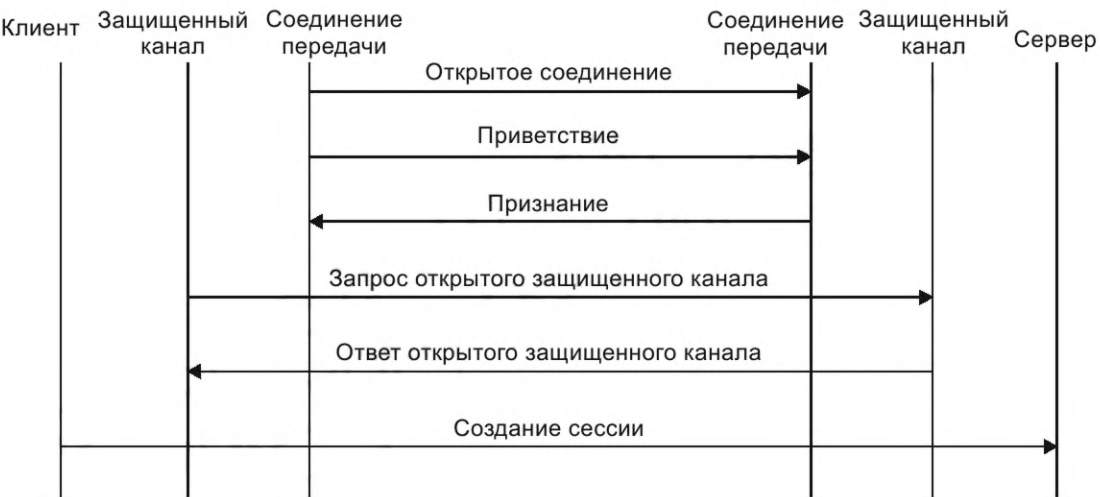 Клиент
Защищенный
канал
Соединение
передачи
Соединение
передачи
Защищенный
канал
Сервер
Открытое соединение
Приветствие
Признание
Запрос открытого защищенного канала
Ответ открытого защищенного канала
Создание сессии